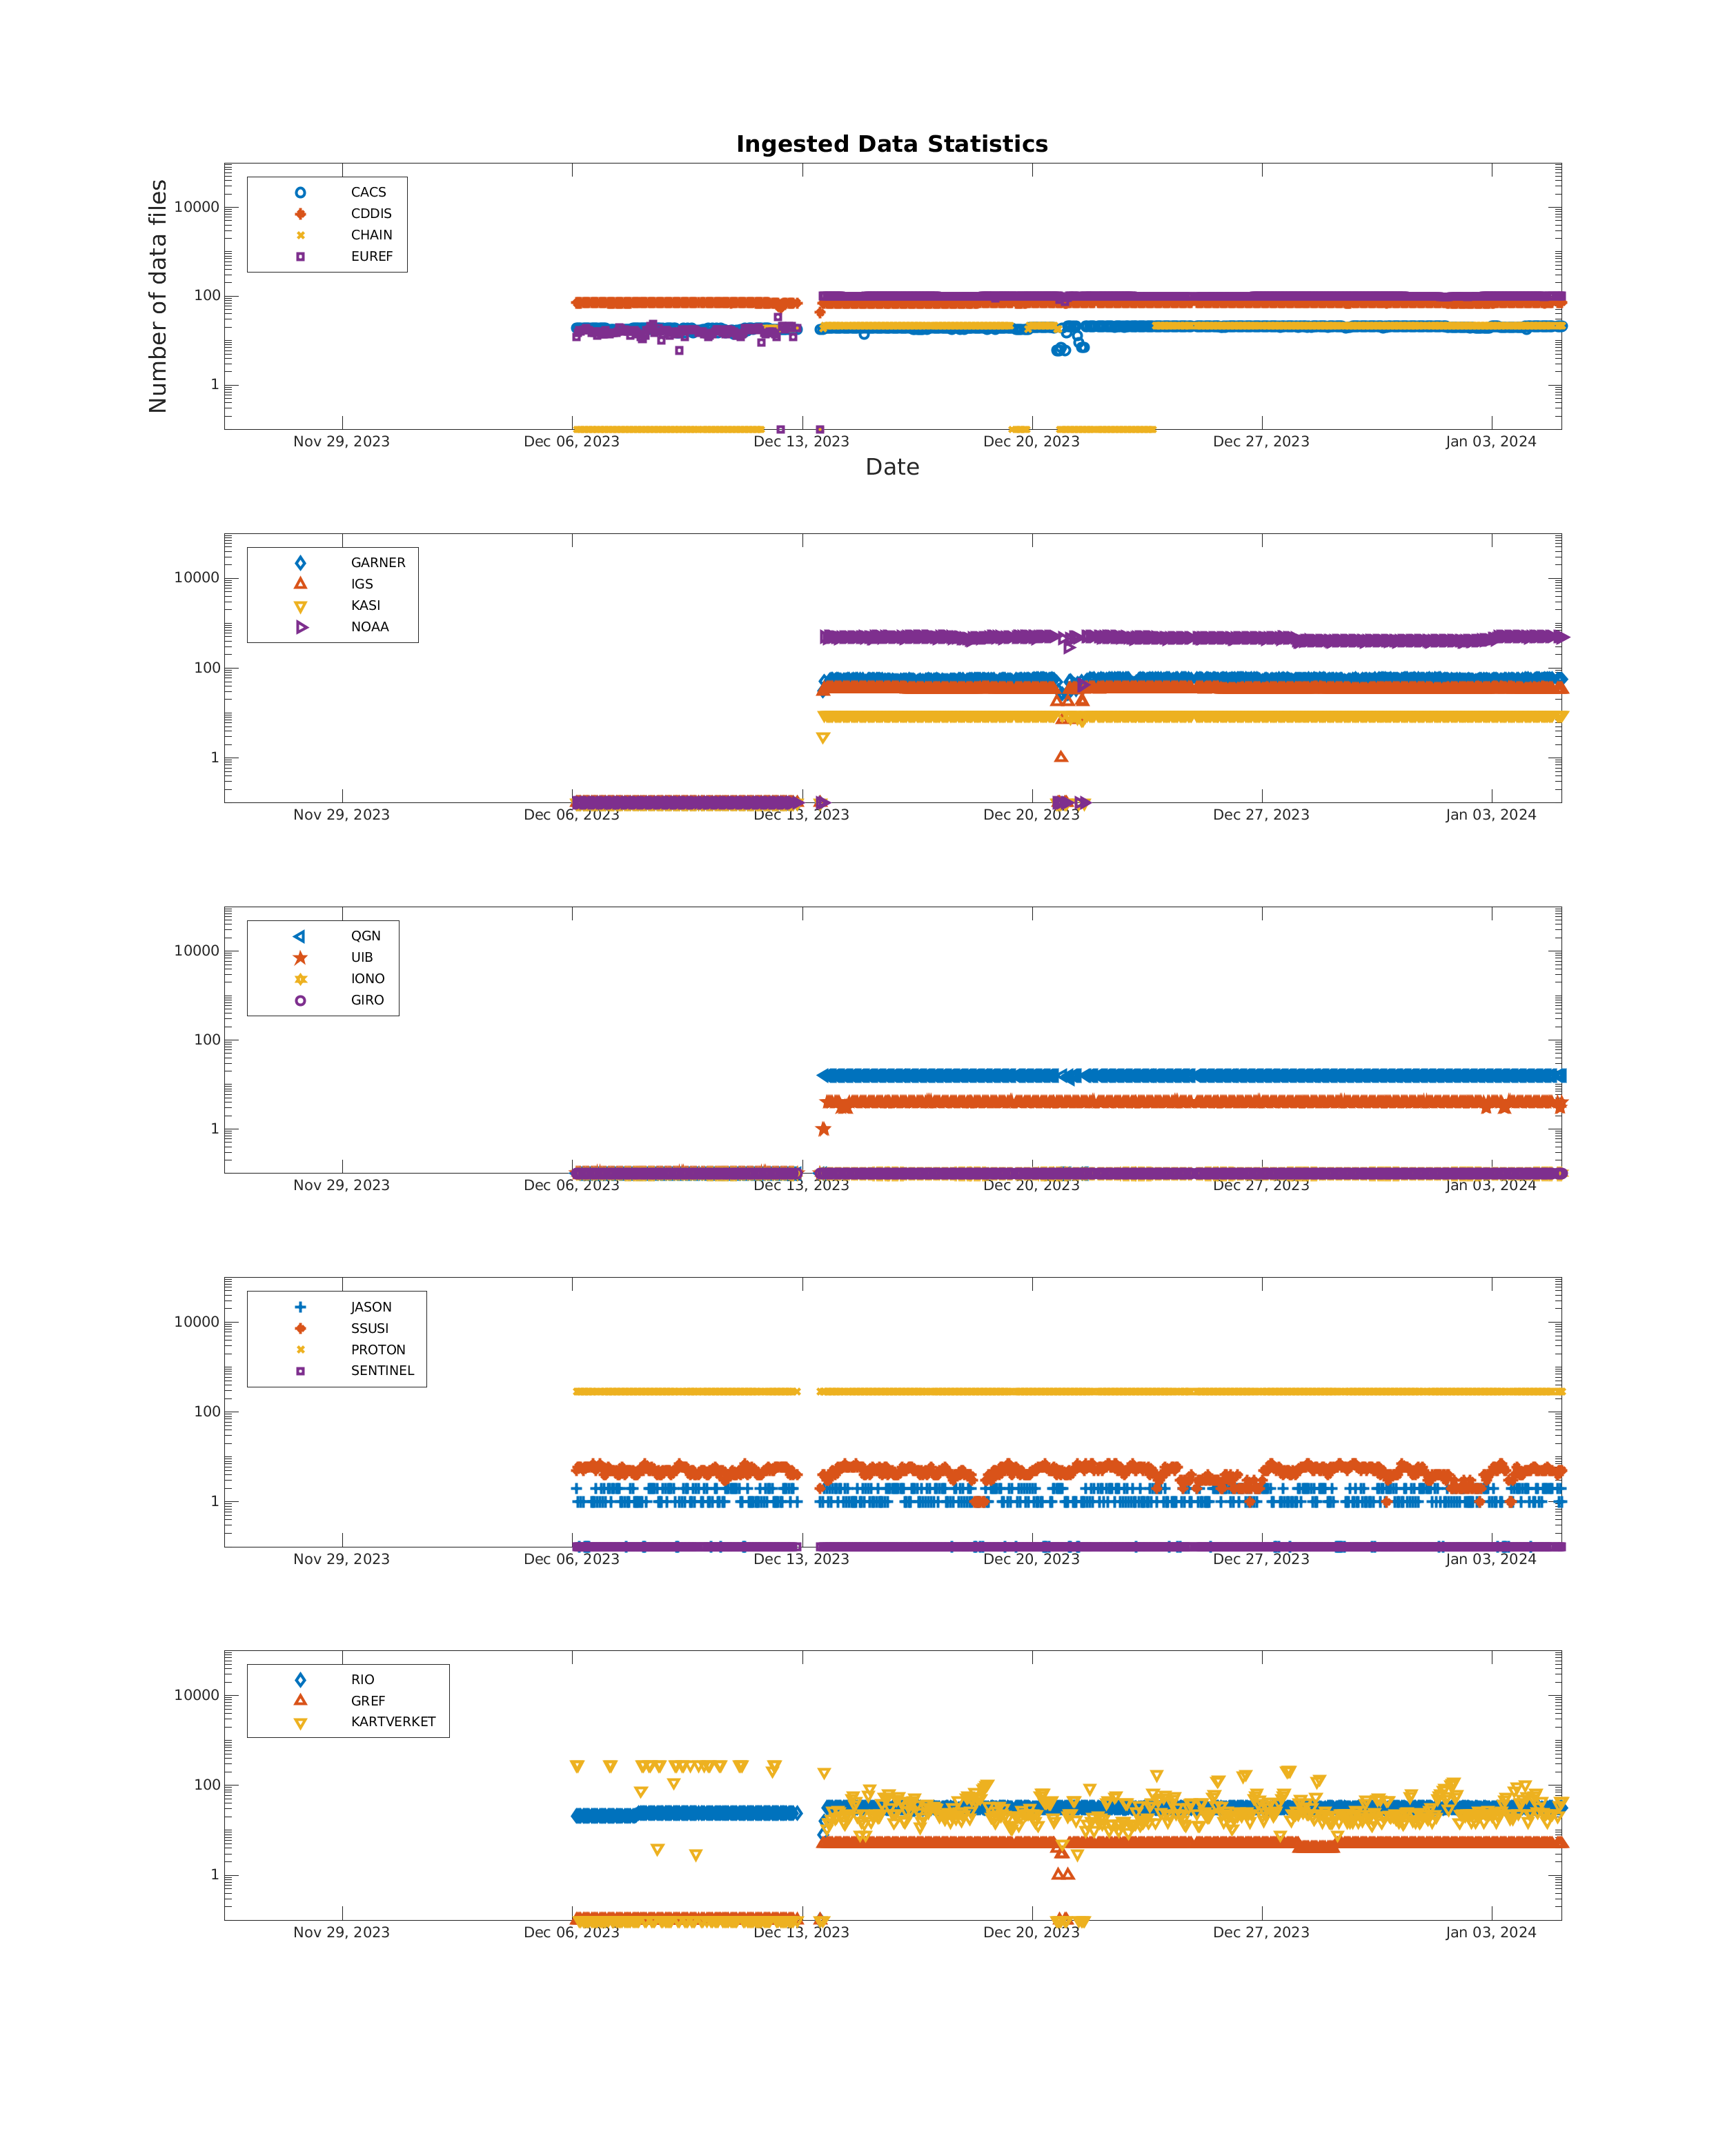 Ingested Data Statistics
Number of data files
10000
100
1
CACS
CDDIS
CHAIN
EUREF
Nov 29, 2023
Dec 06, 2023
Dec 13, 2023
Dec 20, 2023
Dec 27, 2023
Jan 03, 2024
Date
10000
100
1
GARNER
IGS
KASI
NOAA
Nov 29, 2023
Dec 06, 2023
Dec 13, 2023
Dec 20, 2023
Dec 27, 2023
Jan 03, 2024
10000
100
1
QGN
UIB
IONO
GIRO
Nov 29, 2023
Dec 06, 2023
Dec 13, 2023
Dec 20, 2023
Dec 27, 2023
Jan 03, 2024
10000
100
1
JASON
SSUSI
PROTON
SENTINEL
Nov 29, 2023
Dec 06, 2023
Dec 13, 2023
Dec 20, 2023
Dec 27, 2023
Jan 03, 2024
10000
100
1
RIO
GREF
KARTVERKET
Nov 29, 2023
Dec 06, 2023
Dec 13, 2023
Dec 20, 2023
Dec 27, 2023
Jan 03, 2024